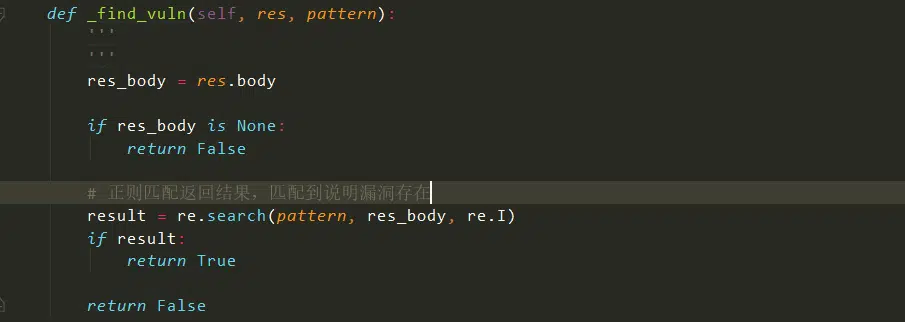 def _find_vuln(self, res, pattern):
'''
'''
res_body = res.body
if res_body is None:
return False
# 正则匹配返回结果，匹配到说明漏洞存在
result = re.search(pattern, res_body, re.I)
if result:
return True
return False